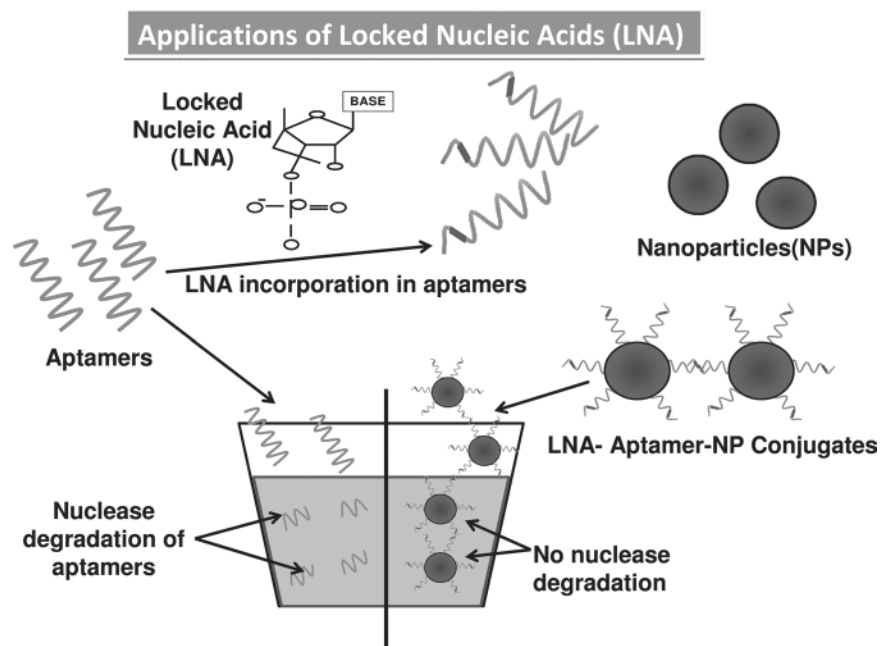 Applications of Locked Nucleic Acids (LNA)
Locked
Nucleic Acid
(LNA)
BASE
O
O
O
O
O- P=O
O
Nanoparticles(NPs)
LNA incorporation in aptamers
Aptamers
LNA- Aptamer-NP Conjugates
Nuclease
degradation of
aptamers
No nuclease
degradation